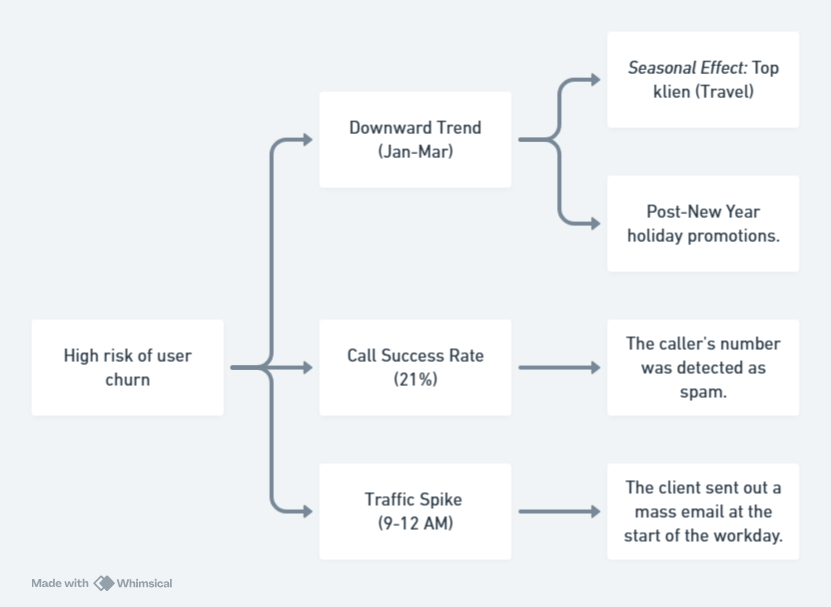 Seasonal Effect: Top
klien (Travel)
Downward Trend
(Jan-Mar)
Post-New Year
holiday promotions.
High risk of user
churn
Call Success Rate
(21%)
The caller's number
was detected as
spam.
Traffic Spike
(9-12 AM)
The client sent out a
mass email at the
start of the workday.
Made with Whimsical